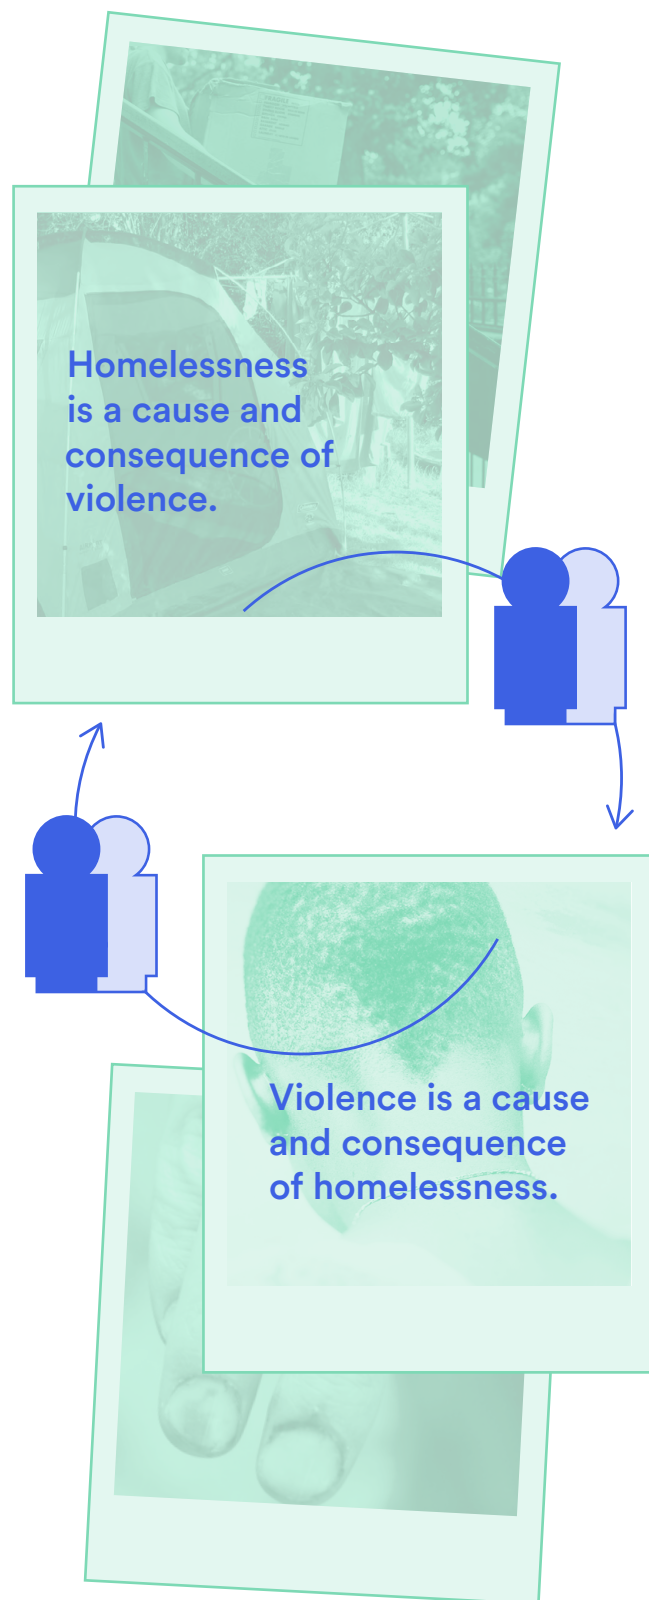 Homelessness
is a cause and
consequence of
violence.
Violence is a cause
and consequence
of homelessness.